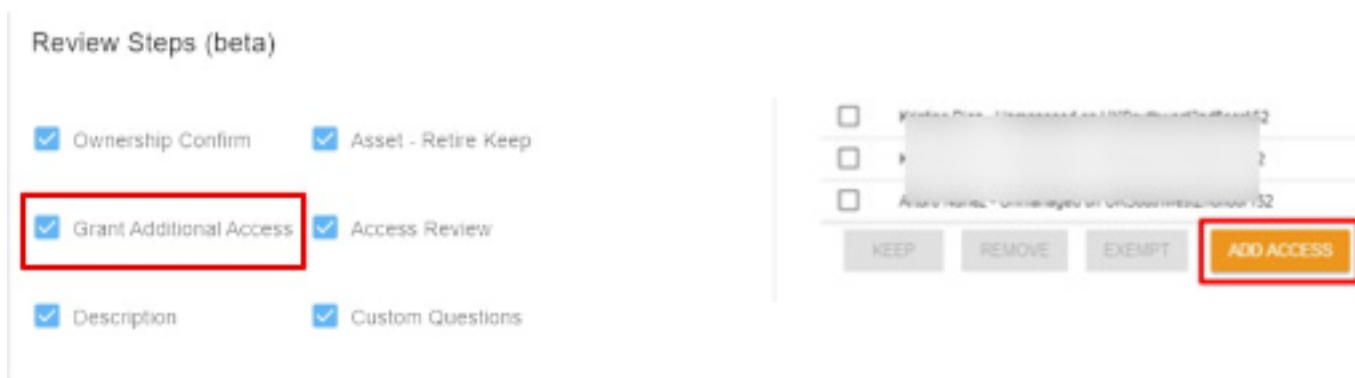 Review Steps (beta)
Ownership Confirm
Asset - Retire Keep
Grant Additional Access
Access Review
Description
Custom Questions
KEEP
REMOVE
EXEMPT
ADD ACCESS